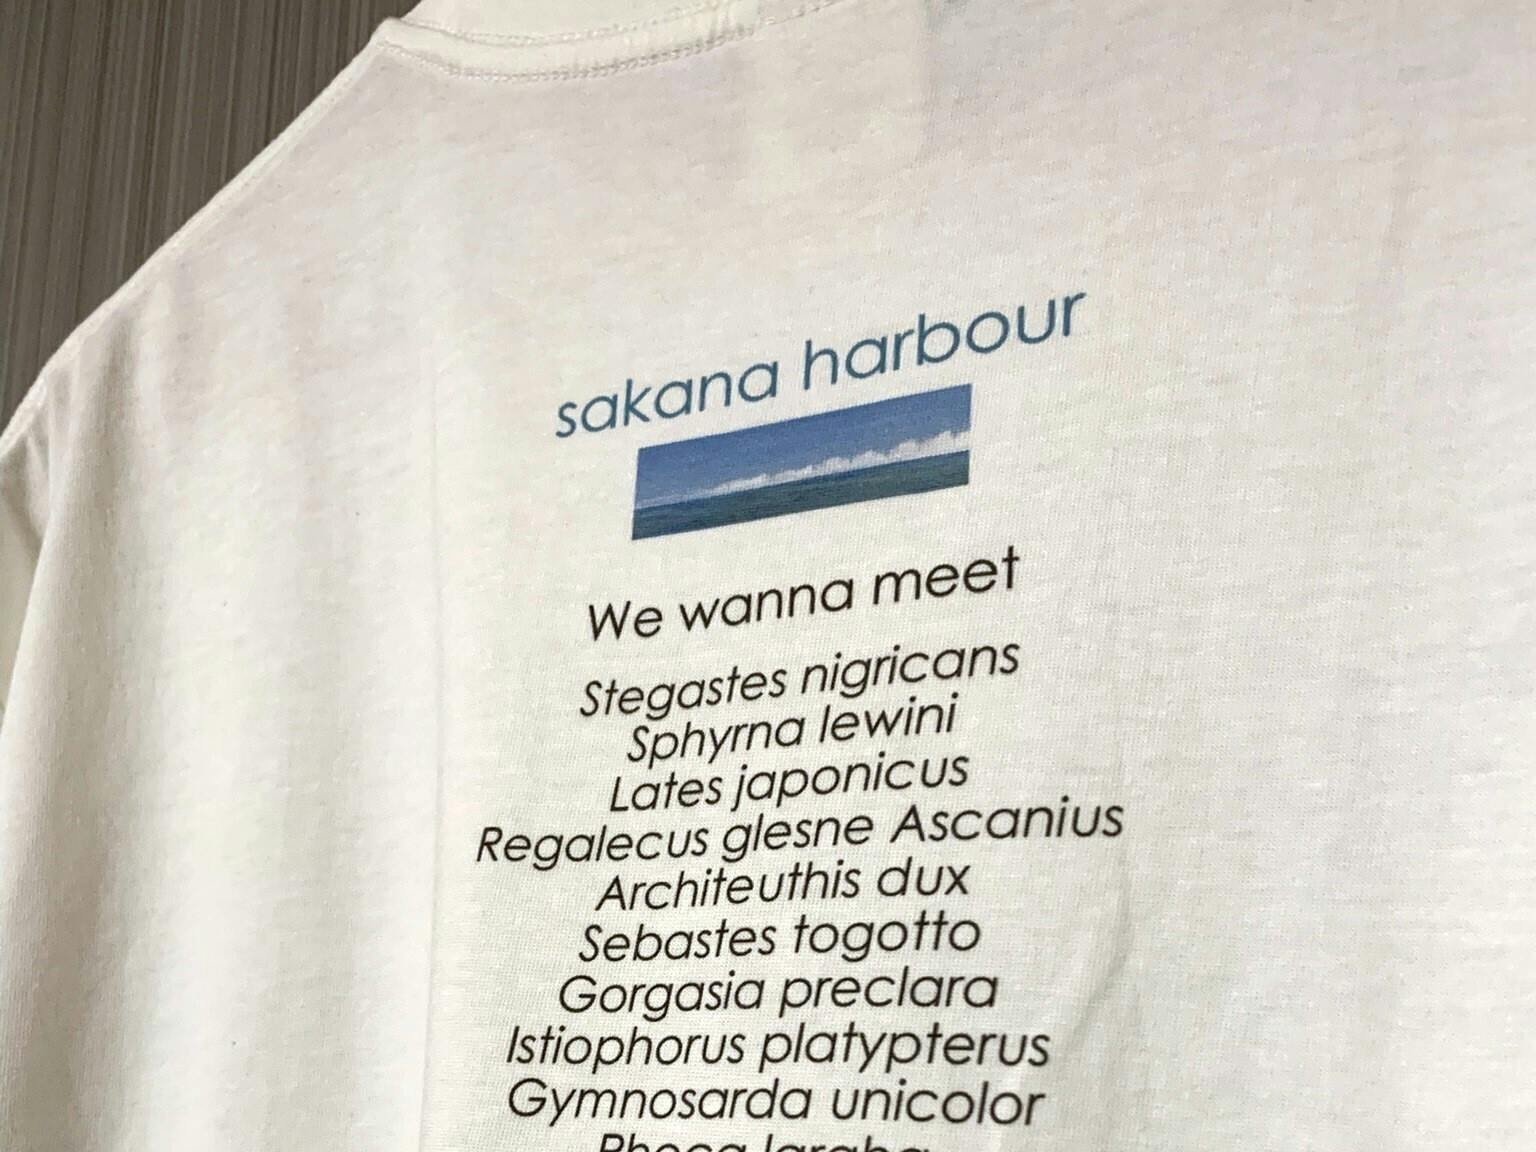 sakana harbour
We wanna meet
Stegastes nigricans
Sphyrna lewini
Lates japonicus
Regalecus glesne Ascanius
Architeuthis dux
Sebastes togotto
Gorgasia preclara
Istiophorus platypterus
Gymnosarda unicolor
Phoca